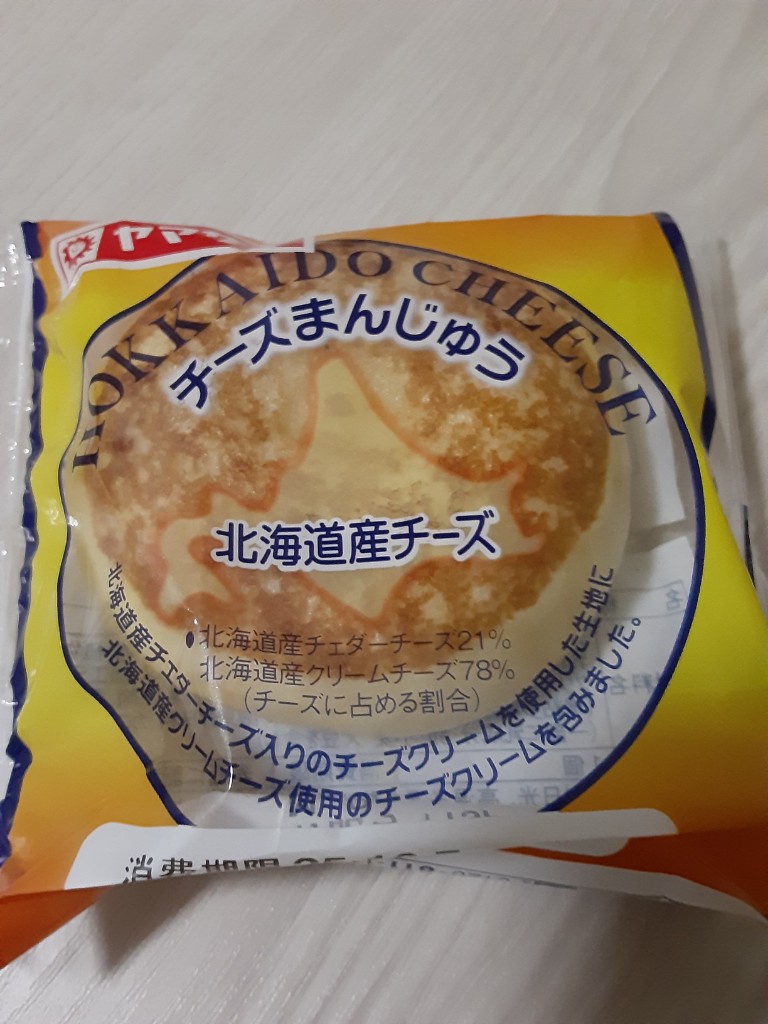 ヤマザキ
HOKKAIDO CHEESE
チーズまんじゅう
北海道産チーズ
●北海道産チェダーチーズ21%
北海道産クリームチーズ78%
(チーズに占める割合)
北海道産チェダーチーズ入りのチーズクリームを使用した生地に
北海道産クリームチーズ使用のチーズクリームを包みました。
消費期限